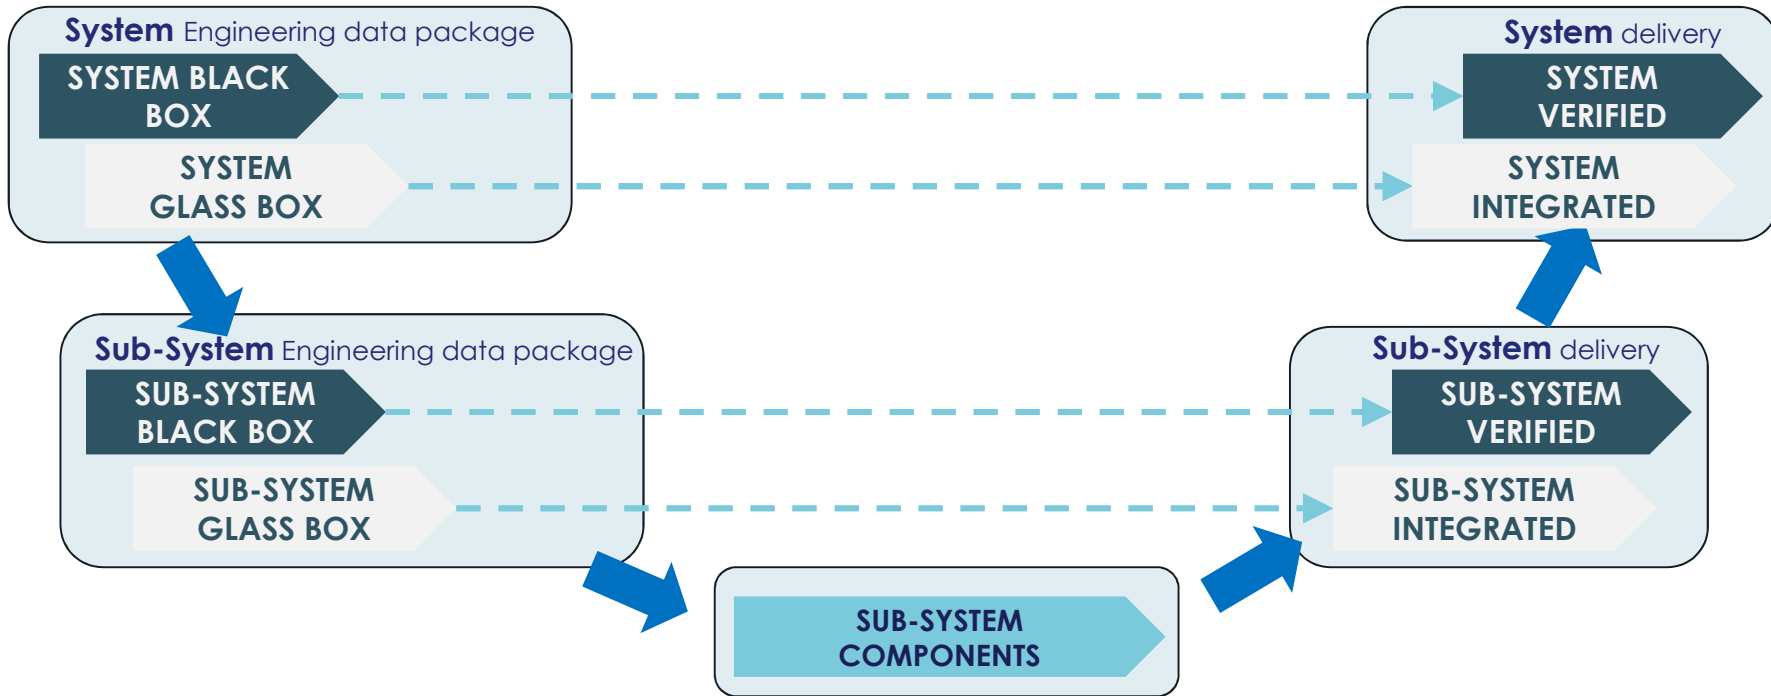 System Engineering data package
SYSTEM BLACK
BOX
SYSTEM
GLASS BOX
System delivery
SYSTEM
VERIFIED
SYSTEM
INTEGRATED
Sub-System Engineering data package
SUB-SYSTEM
BLACK BOX
SUB-SYSTEM
GLASS BOX
Sub-System delivery
SUB-SYSTEM
VERIFIED
SUB-SYSTEM
INTEGRATED
SUB-SYSTEM
COMPONENTS